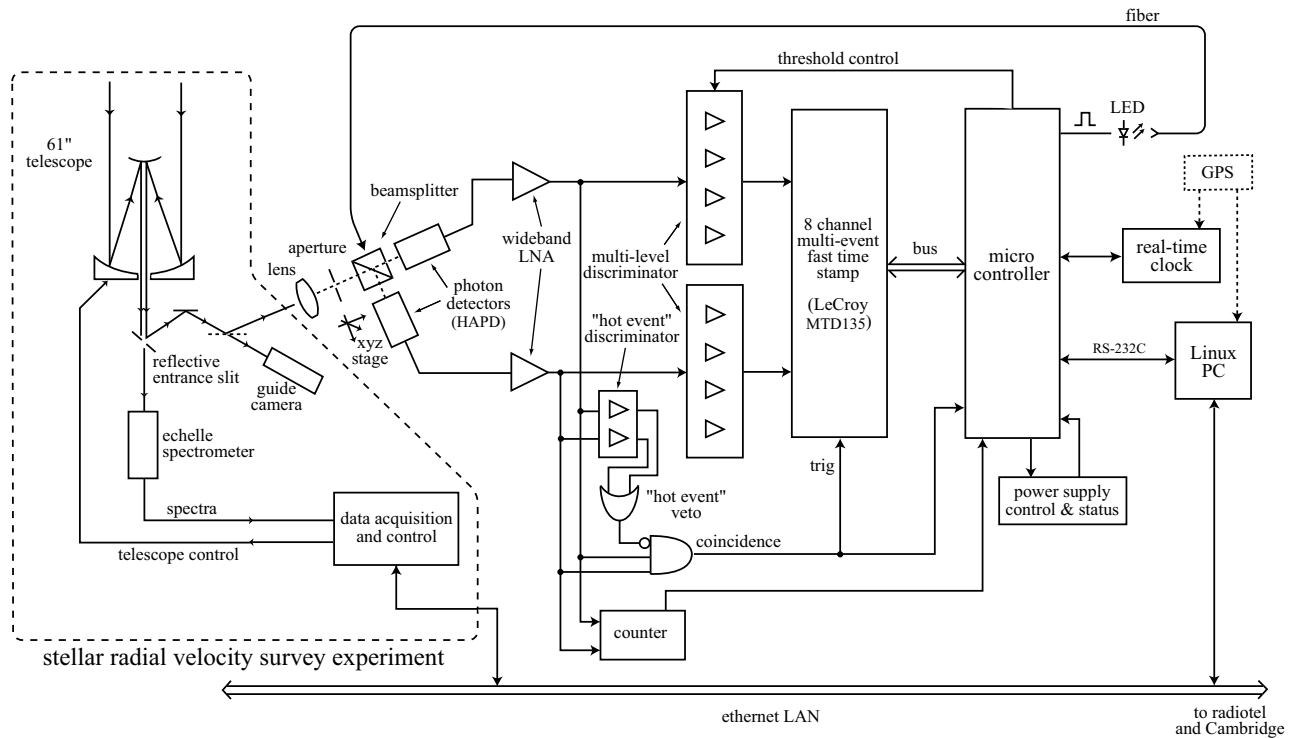 fiber
threshold control
LED
61"
telescope
GPS
beamsplitter
aperture
lens
wideband
LNA
multi-level
discriminator
8 channel
multi-event
fast time
stamp
(LeCroy
MTD135)
bus
micro
controller
real-time
clock
photon
detectors
(HAPD)
xyz
stage
"hot event"
discriminator
RS-232C
Linux
PC
reflective
entrance slit
guide
camera
echelle
spectrometer
trig
"hot event"
veto
power supply
control & status
spectra
data acquisition
and control
telescope control
coincidence
counter
stellar radial velocity survey experiment
ethernet LAN
to radiotel
and Cambridge